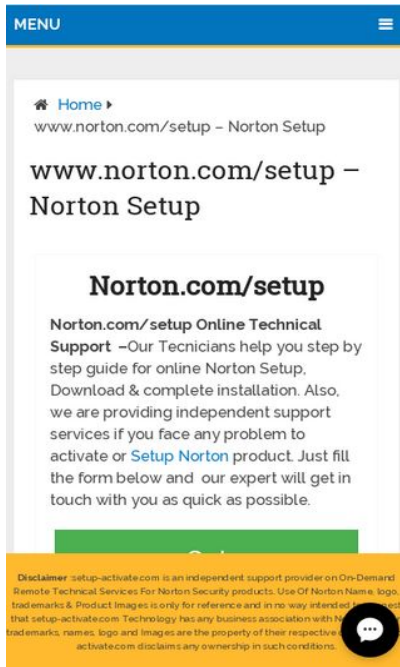 MENU
Home
www.norton.com/setup – Norton Setup
www.norton.com/setup –
Norton Setup
Norton.com/setup
Norton.com/setup Online Technical
Support –Our Tecnicians help you step by
step guide for online Norton Setup,
Download & complete installation. Also,
we are providing independent support
services if you face any problem to
activate or Setup Norton product. Just fill
the form below and our expert will get in
touch with you as quick as possible.
Disclaimer :setup-activate.com is an independent support provider on On-Demand
Remote Technical Services For Norton Security products. Use Of Norton Name, logo,
trademarks & Product Images is only for reference and in no way intended to suggest
that setup-activate.com Technology has any business association with
trademarks, names, logo and Images are the property of their respective
activate.com disclaims any ownership in such conditions.